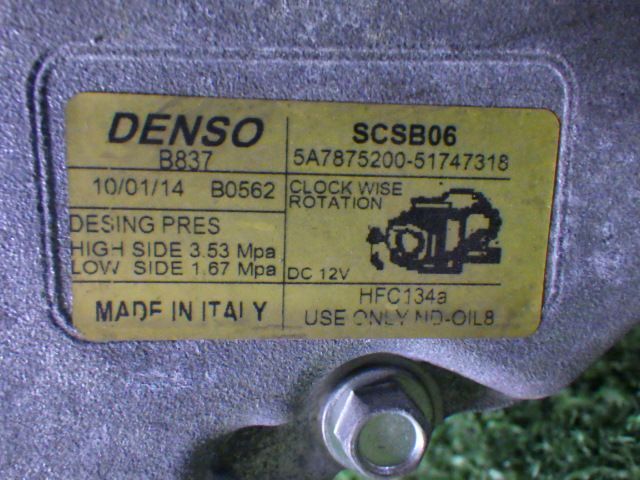 DENSO
B837
10/01/14 B0562
DESING PRES
HIGH SIDE 3.53 Mpa
LOW SIDE 1.67 Mpa
MADE IN ITALY
SCSB06
5A7875200-51747318
CLOCK WISE
ROTATION
DC 12V
HFC134a
USE ONLY ND-OIL8